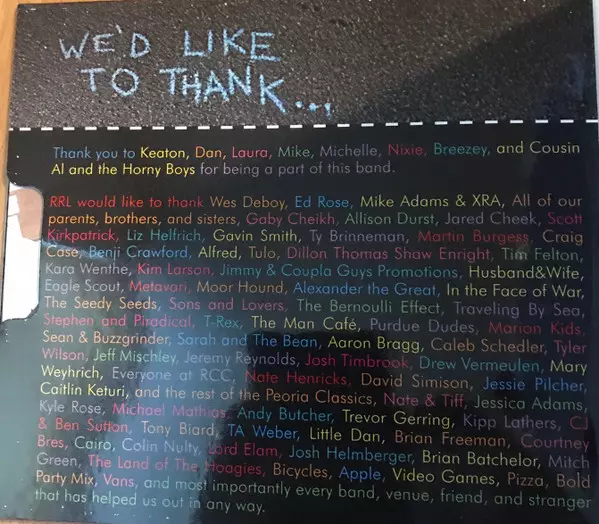 WE'D LIKE
TO THANK...
Thank you to Keaton, Dan, Laura, Mike, Michelle, Nixie, Breezey, and Cousin
Al and the Horny Boys for being a part of this band.
RRL would like to thank Wes Deboy, Ed Rose, Mike Adams & XRA, All of our
parents, brothers, and sisters, Gaby Cheikh, Allison Durst, Jared Cheek, Scott
Kirkpatrick, Liz Helfrich, Gavin Smith, Ty Brinneman, Martin Burgess, Craig
Case, Benji Crawford, Alfred, Tulo, Dillon Thomas Shaw Enright, Tim Felton,
Kara Wenthe, Kim Larson, Jimmy & Coupla Guys Promotions, Husband&Wife,
Eagle Scout, Metavari, Moor Hound, Alexander the Great, In the Face of War,
The Seedy Seeds, Sons and Lovers, The Bernoulli Effect, Traveling By Sea,
Stephen and Piradical, T-Rex, The Man Café, Purdue Dudes, Marion Kids,
Sean & Buzzgrinder, Sarah and The Bean, Aaron Bragg, Caleb Schedler, Tyler
Wilson, Jeff Mischley, Jeremy Reynolds, Josh Timbrook, Drew Vermeulen, Mary
Weyhrich, Everyone at RCC, Nate Henricks, David Simison, Jessie Pilcher,
Caitlin Keturi, and the rest of the Peoria Classics, Nate & Tiff, Jessica Adams,
Kyle Rose, Michael Mathias, Andy Butcher, Trevor Gerring, Kipp Lathers, CJ
& Ben Sutton, Tony Biard, TA Weber, Little Dan, Brian Freeman, Courtney
Bres, Cairo, Colin Nulty, Lord Elam, Josh Helmberger, Brian Batchelor, Mitch
Green, The Land of The Hoagies, Bicycles, Apple, Video Games, Pizza, Bold
Party Mix, Vans, and most importantly every band, venue, friend, and stranger
that has helped us out in any way.